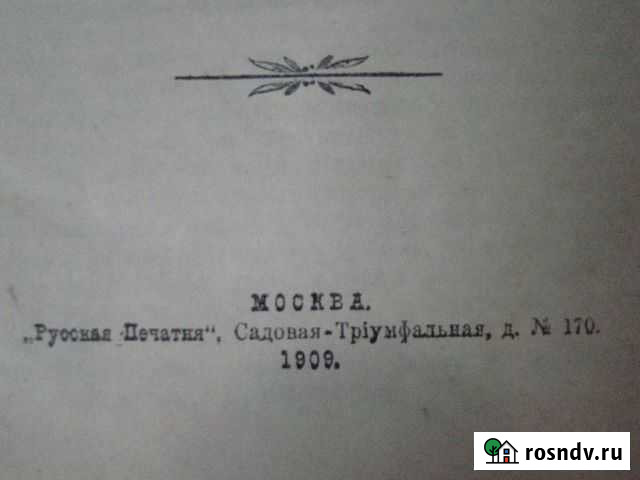 МОСКВА.
„Русская Печатня“, Садовая-Тріумфальная, д. № 170.
1909.
rosndv.ru